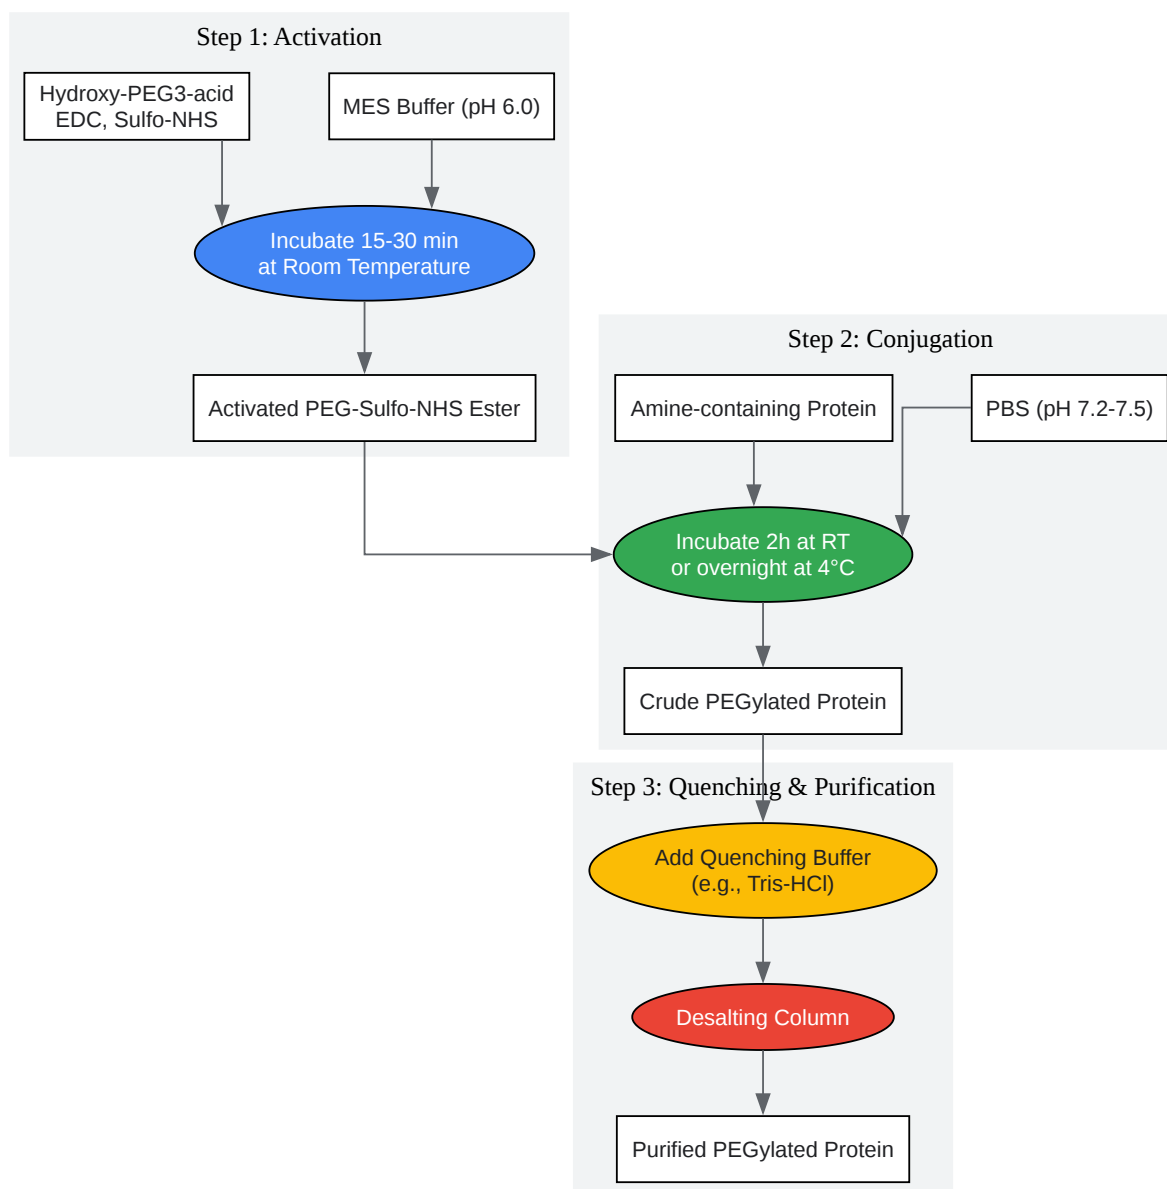 Step 1: Activation
Hydroxy-PEG3-acid
EDC, Sulfo-NHS
MES Buffer (pH 6.0)
Incubate 15-30 min
at Room Temperature
Activated PEG-Sulfo-NHS Ester
Step 2: Conjugation
Amine-containing Protein
PBS (pH 7.2-7.5)
Incubate 2h at RT
or overnight at 4°C
Crude PEGylated Protein
Step 3: Quenching & Purification
Add Quenching Buffer
(e.g., Tris-HCl)
Desalting Column
Purified PEGylated Protein